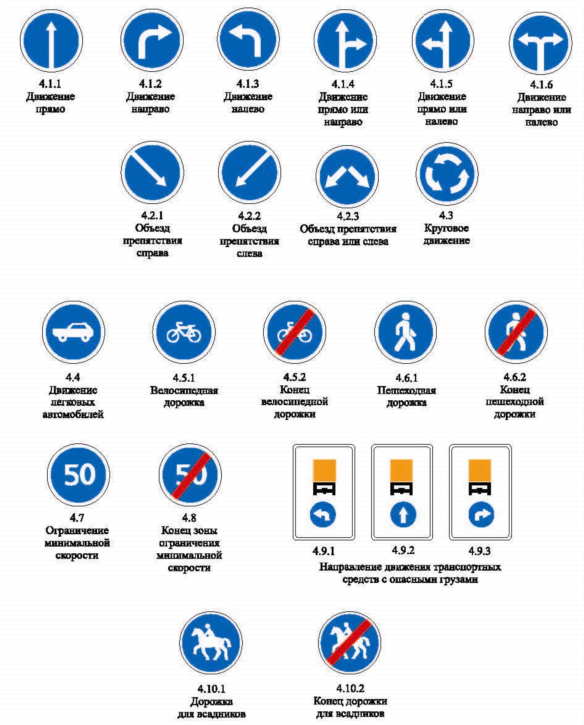 4.1.1 4.1.2 4.1.3 4.1.4 4.1.5 4.1.6
Движение Движение Движение Движение Движение Движение
прямо направо налево прямо или прямо или направо или
направо налево налево
4.2.1 4.2.2 4.2.3 4.3
Объезд Объезд Объезд препятствия Круговое
препятствия препятствия справа или слева движение
справа слева
4.4 4.5.1 4.5.2 4.6.1 4.6.2
Движение Велосипедная Конец Пешеходная Конец
легковых дорожка велосипедной дорожка пешеходной
автомобилей дорожки дорожки
50 50
4.7 4.8
Ограничение Конец зоны
минимальной ограничения
скорости минимальной
скорости
4.9.1 4.9.2 4.9.3
Направление движения транспортных
средств с опасными грузами
4.10.1 4.10.2
Дорожка Конец дорожки
для всадников для всадников